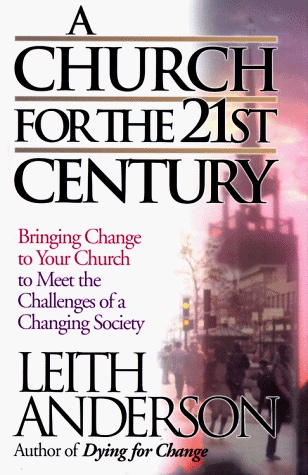 A
CHURCH
FOR THE 21ST
CENTURY
Bringing Change
to Your Church
to Meet the
Challenges of a
Changing Society
LEITH
ANDERSON
Author of Dying for Change